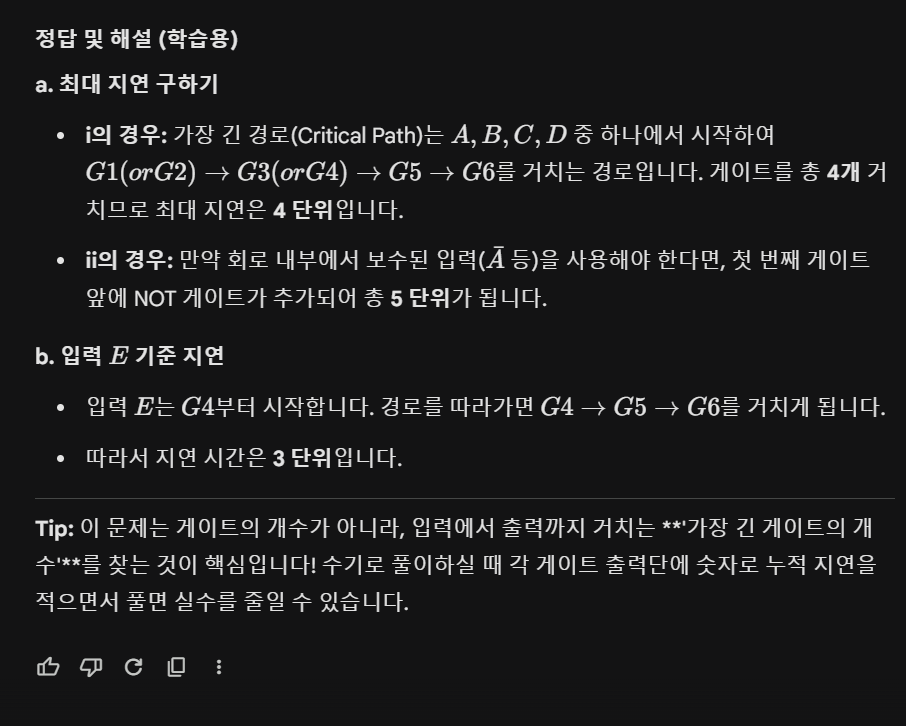 정답 및 해설 (학습용)
a. 최대 지연 구하기
• i의 경우: 가장 긴 경로(Critical Path)는 A, B, C, D 중 하나에서 시작하여
G1(orG2) → G3(orG4) → G5 → G6를 거치는 경로입니다. 게이트를 총 4개 거
치므로 최대 지연은 4 단위입니다.
• ii의 경우: 만약 회로 내부에서 보수된 입력(Ā 등)을 사용해야 한다면, 첫 번째 게이트
앞에 NOT 게이트가 추가되어 총 5 단위가 됩니다.
b. 입력 E 기준 지연
• 입력 E는 G4부터 시작합니다. 경로를 따라가면 G4 → G5 → G6를 거치게 됩니다.
• 따라서 지연 시간은 3 단위입니다.
Tip: 이 문제는 게이트의 개수가 아니라, 입력에서 출력까지 거치는 **'가장 긴 게이트의 개
수'**를 찾는 것이 핵심입니다! 수기로 풀이하실 때 각 게이트 출력단에 숫자로 누적 지연을
적으면서 풀면 실수를 줄일 수 있습니다.